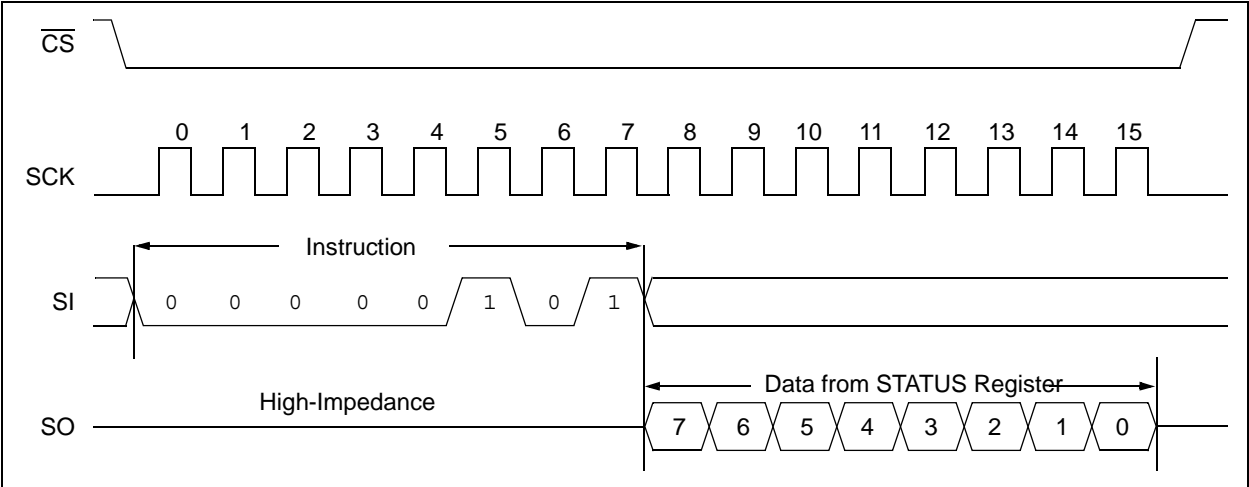 CS
0 1 2 3 4 5 6 7 8 9 10 11 12 13 14 15
SCK
Instruction
SI 0 0 0 0 0 1 0 1
Data from STATUS Register
High-Impedance
SO 7 6 5 4 3 2 1 0